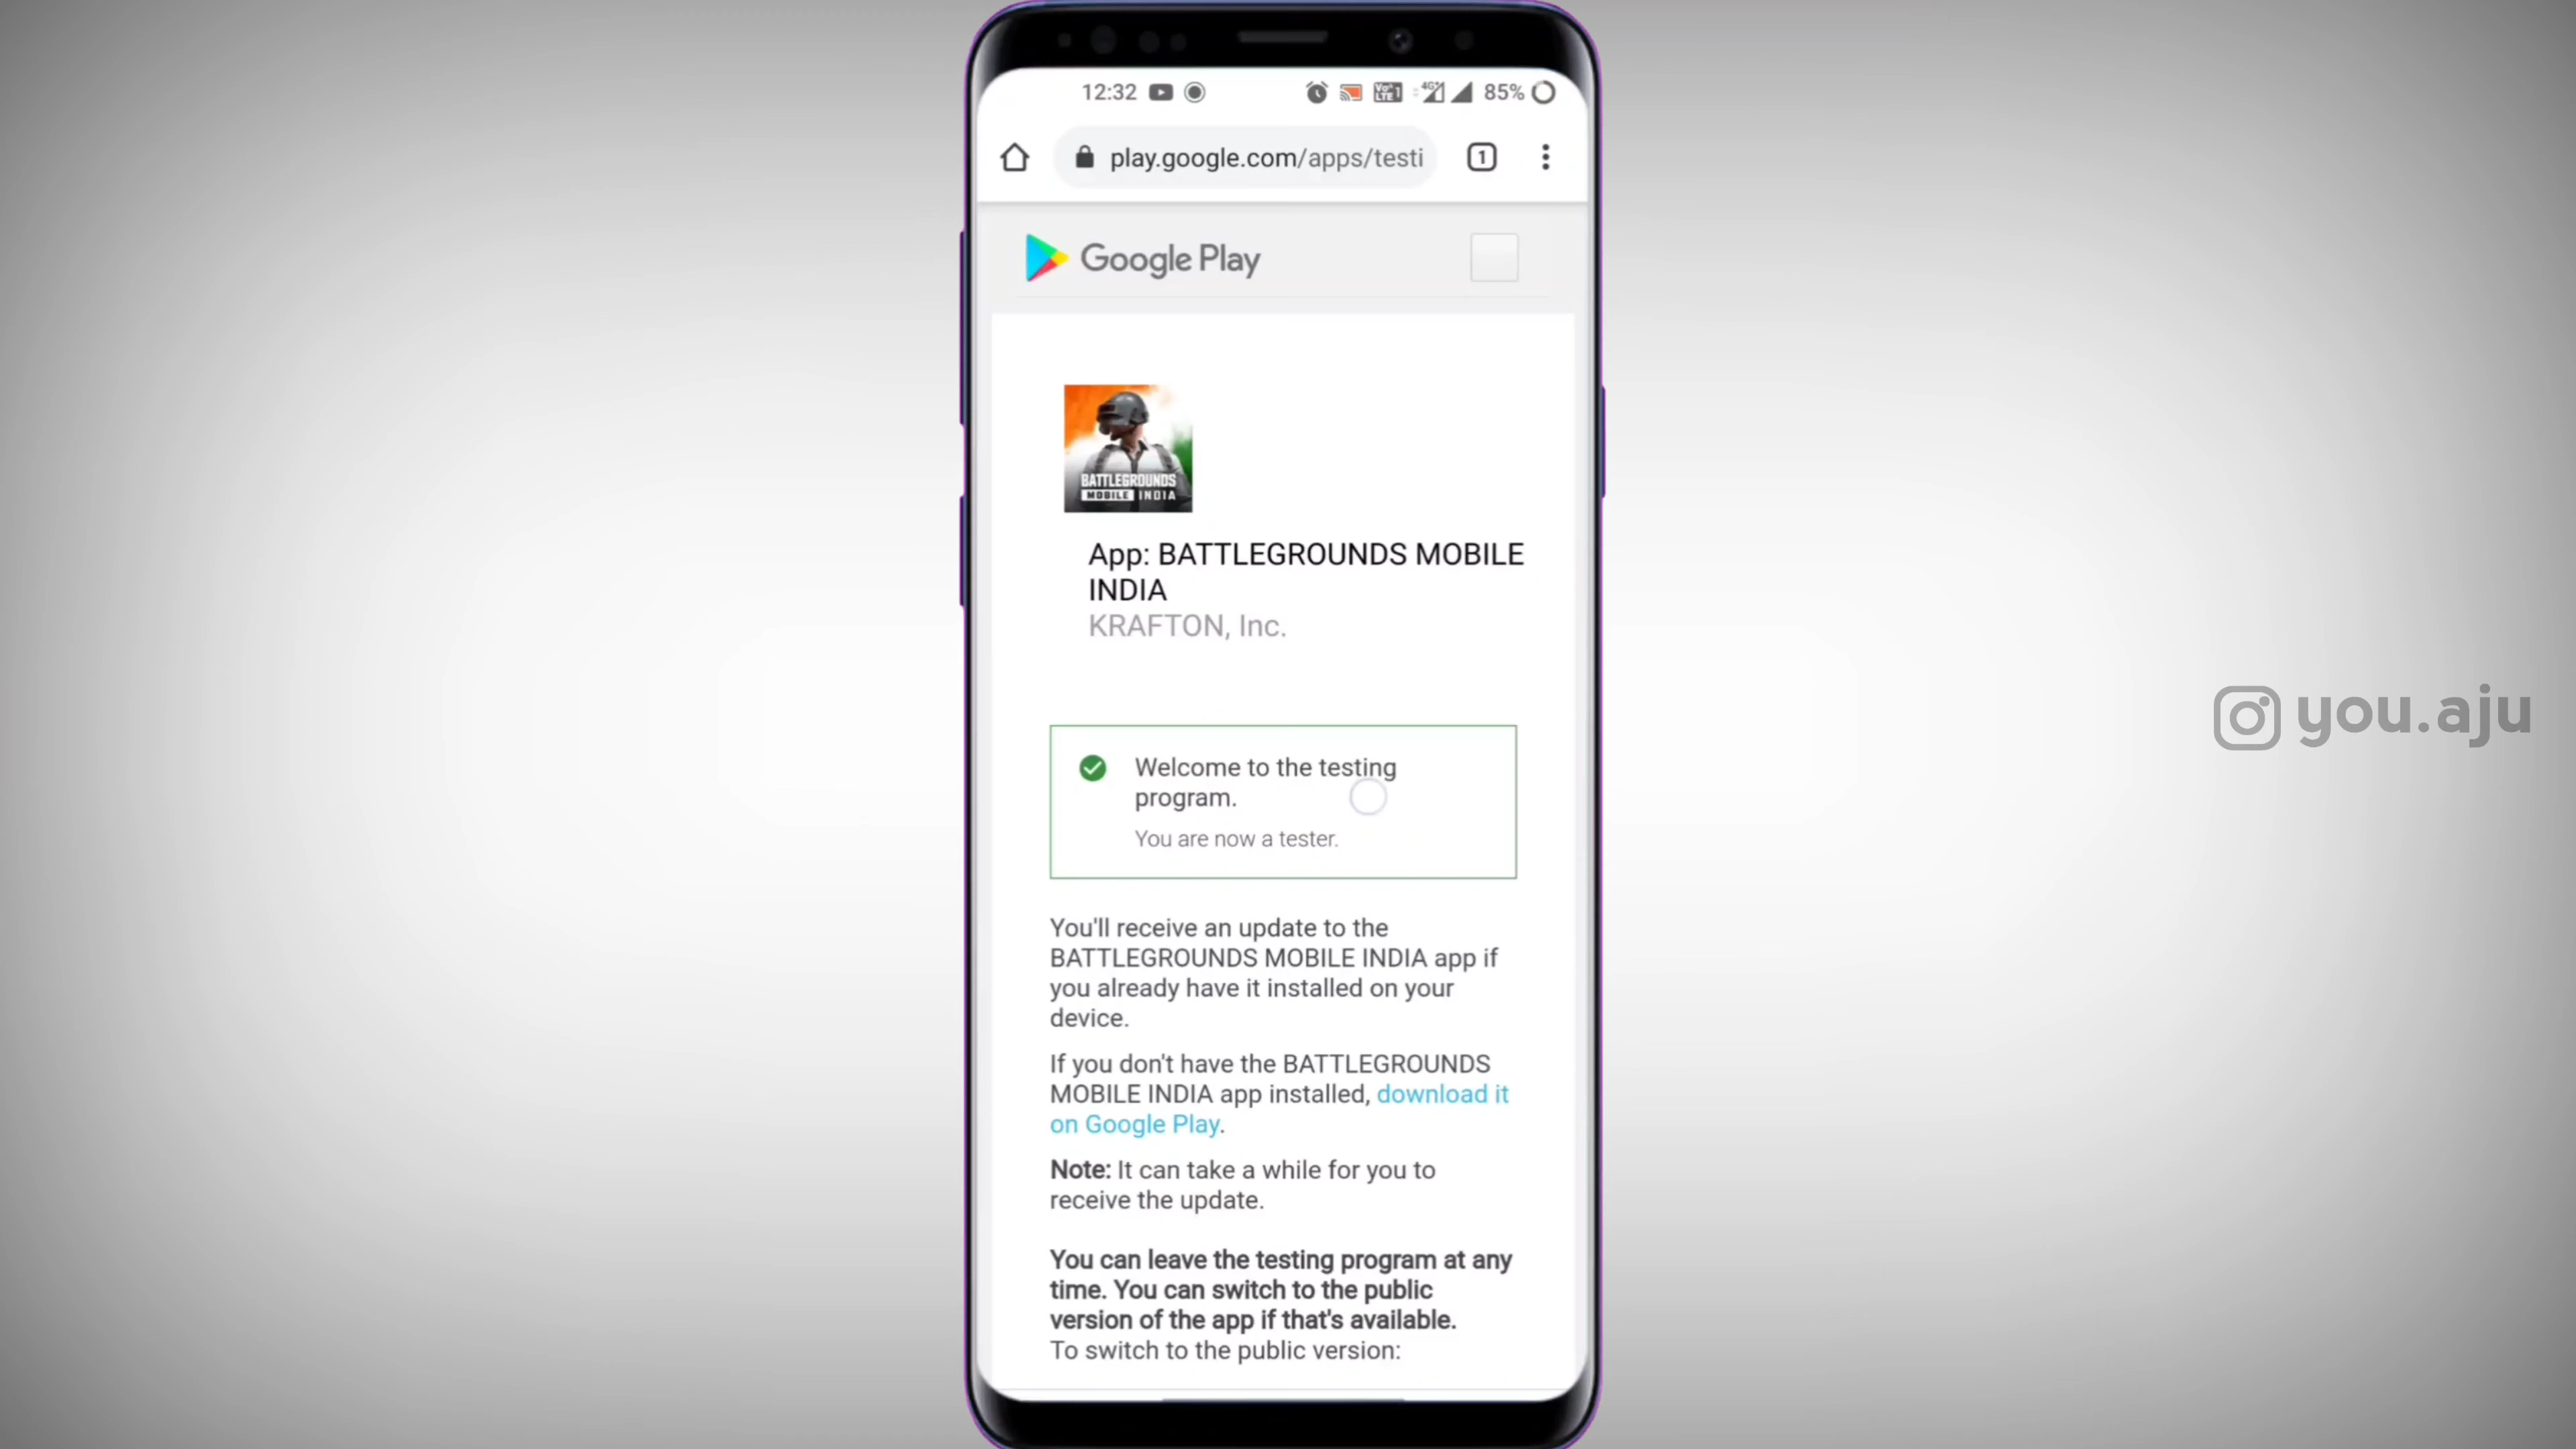 12:32
4G+
VoLTE 1
85%
play.google.com/apps/testi
1
Google Play
BATTLEGROUNDS
MOBILE INDIA
App: BATTLEGROUNDS MOBILE
INDIA
KRAFTON, Inc.
you.aju
Welcome to the testing
program.
You are now a tester.
You'll receive an update to the
BATTLEGROUNDS MOBILE INDIA app if
you already have it installed on your
device.
If you don't have the BATTLEGROUNDS
MOBILE INDIA app installed, download it
on Google Play.
Note: It can take a while for you to
receive the update.
You can leave the testing program at any
time. You can switch to the public
version of the app if that's available.
To switch to the public version: